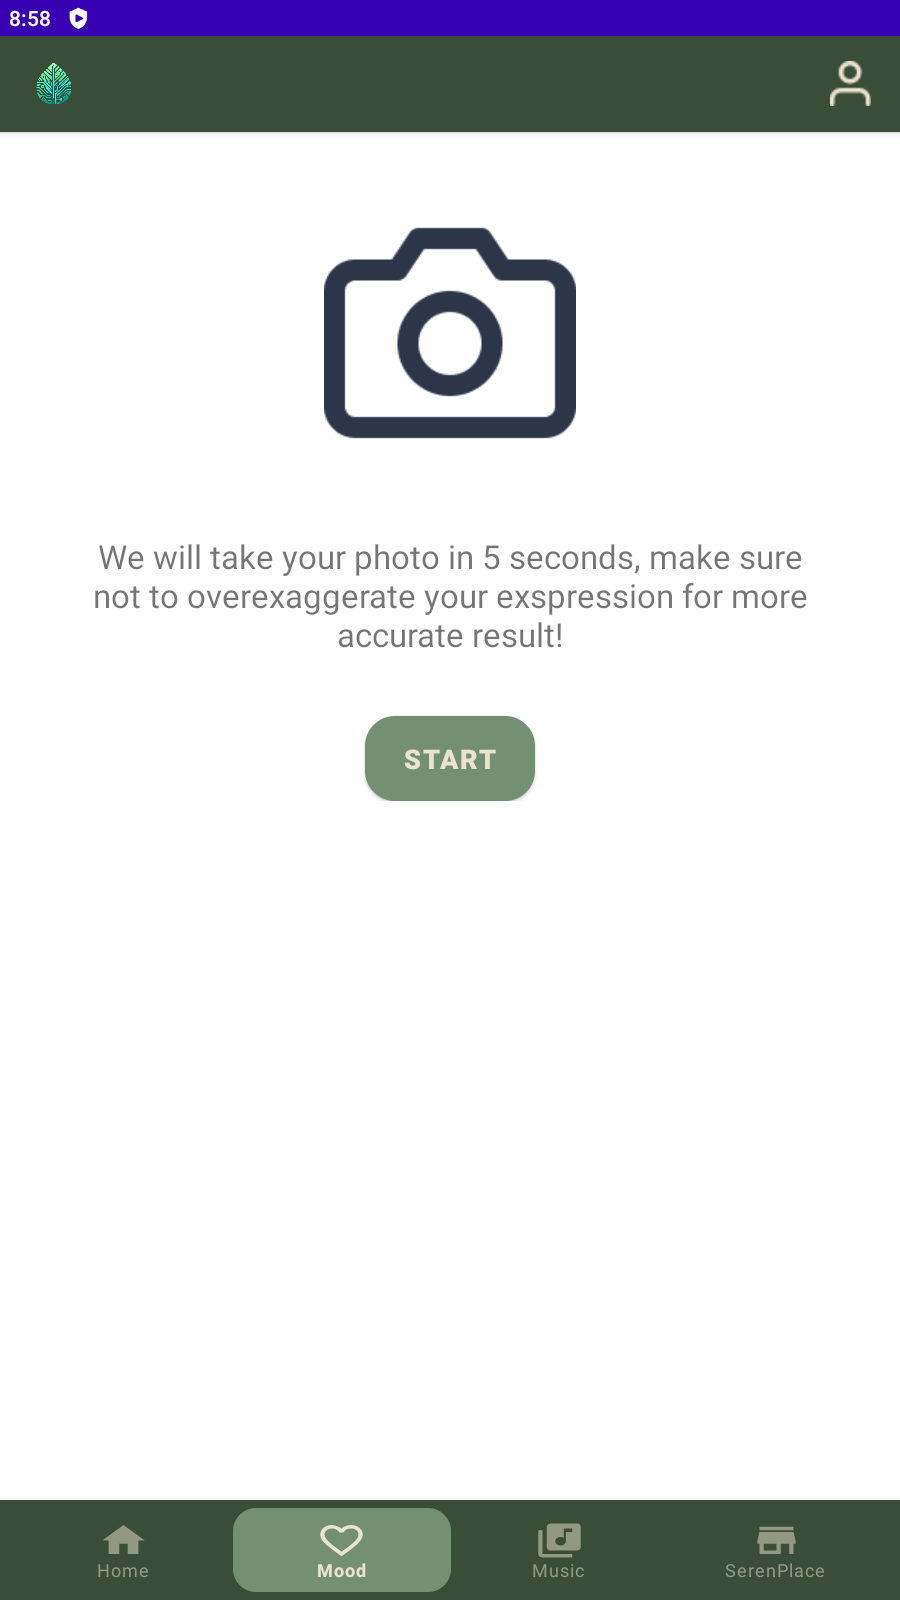 8:58
We will take your photo in 5 seconds, make sure
not to overexaggerate your exspression for more
accurate result!
START
Home
Mood
Music
SerenPlace